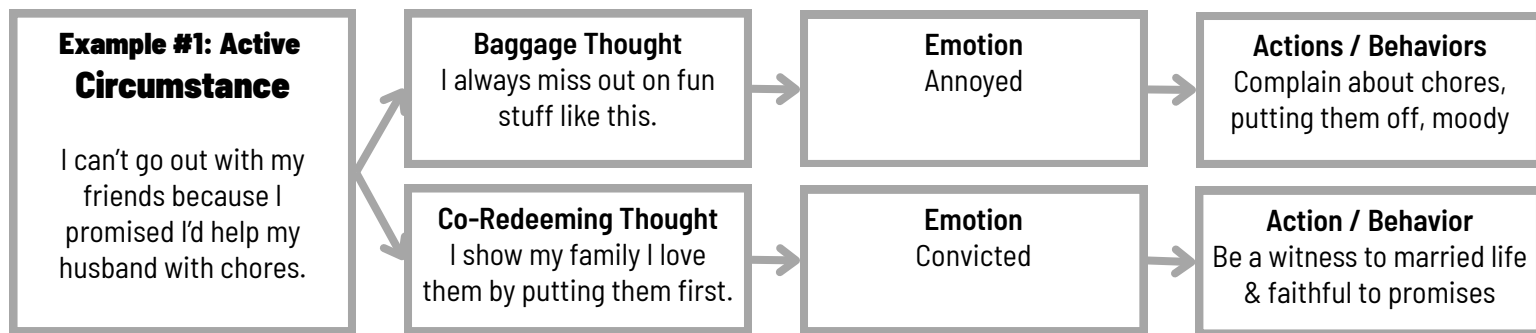 Example #1: Active
Circumstance
I can't go out with my
friends because I
promised I'd help my
husband with chores.
Baggage Thought
I always miss out on fun
stuff like this.
Emotion
Annoyed
Actions / Behaviors
Complain about chores,
putting them off, moody
Co-Redeeming Thought
I show my family I love
them by putting them first.
Emotion
Convicted
Action / Behavior
Be a witness to married life
& faithful to promises